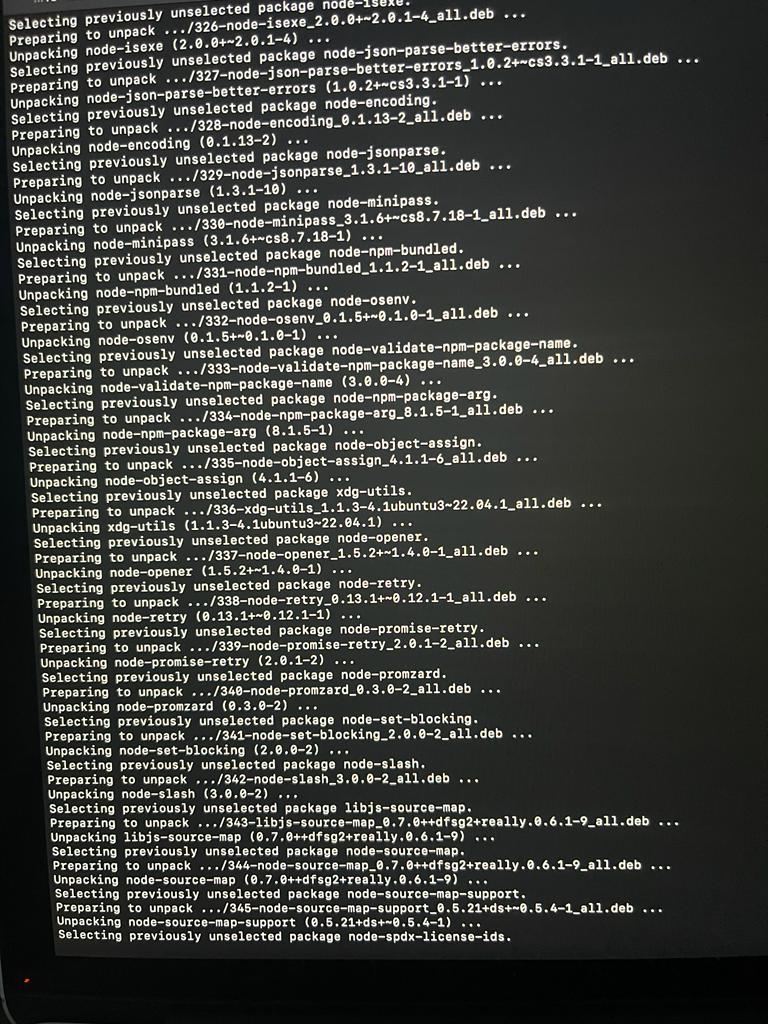 Selecting previously unselected package node-isexe.
Preparing to unpack .../326-node-isexe_2.0.0+~2.0.1-4_all.deb ...
Unpacking node-isexe (2.0.0+~2.0.1-4) ...
Selecting previously unselected package node-json-parse-better-errors.
Preparing to unpack .../327-node-json-parse-better-errors_1.0.2+~cs3.3.1-1_all.deb ...
Unpacking node-json-parse-better-errors (1.0.2+~cs3.3.1-1) ...
Selecting previously unselected package node-encoding.
Preparing to unpack .../328-node-encoding_0.1.13-2_all.deb ...
Unpacking node-encoding (0.1.13-2) ...
Selecting previously unselected package node-jsonparse.
Preparing to unpack .../329-node-jsonparse_1.3.1-10_all.deb ...
Unpacking node-jsonparse (1.3.1-10) ...
Selecting previously unselected package node-minipass.
Preparing to unpack .../330-node-minipass_3.1.6+~cs8.7.18-1_all.deb ...
Unpacking node-minipass (3.1.6+~cs8.7.18-1) ...
Selecting previously unselected package node-npm-bundled.
Preparing to unpack .../331-node-npm-bundled_1.1.2-1_all.deb ...
Unpacking node-npm-bundled (1.1.2-1) ...
Selecting previously unselected package node-osenv.
Preparing to unpack .../332-node-osenv_0.1.5+~0.1.0-1_all.deb ...
Unpacking node-osenv (0.1.5+~0.1.0-1) ...
Selecting previously unselected package node-validate-npm-package-name.
Preparing to unpack .../333-node-validate-npm-package-name_3.0.0-4_all.deb ...
Unpacking node-validate-npm-package-name (3.0.0-4) ...
Selecting previously unselected package node-npm-package-arg.
Preparing to unpack .../334-node-npm-package-arg_8.1.5-1_all.deb ...
Unpacking node-npm-package-arg (8.1.5-1) ...
Selecting previously unselected package node-object-assign.
Preparing to unpack .../335-node-object-assign_4.1.1-6_all.deb ...
Unpacking node-object-assign (4.1.1-6) ...
Selecting previously unselected package xdg-utils.
Preparing to unpack .../336-xdg-utils_1.1.3-4.1ubuntu3~22.04.1_all.deb ...
Unpacking xdg-utils (1.1.3-4.1ubuntu3~22.04.1) ...
Selecting previously unselected package node-opener.
Preparing to unpack .../337-node-opener_1.5.2+~1.4.0-1_all.deb ...
Unpacking node-opener (1.5.2+~1.4.0-1) ...
Selecting previously unselected package node-retry.
Preparing to unpack .../338-node-retry_0.13.1+~0.12.1-1_all.deb ...
Unpacking node-retry (0.13.1+~0.12.1-1) ...
Selecting previously unselected package node-promise-retry.
Preparing to unpack .../339-node-promise-retry_2.0.1-2_all.deb ...
Unpacking node-promise-retry (2.0.1-2) ...
Selecting previously unselected package node-promzard.
Preparing to unpack .../340-node-promzard_0.3.0-2_all.deb ...
Unpacking node-promzard (0.3.0-2) ...
Selecting previously unselected package node-set-blocking.
Preparing to unpack .../341-node-set-blocking_2.0.0-2_all.deb ...
Unpacking node-set-blocking (2.0.0-2) ...
Selecting previously unselected package node-slash.
Preparing to unpack .../342-node-slash_3.0.0-2_all.deb ...
Unpacking node-slash (3.0.0-2) ...
Selecting previously unselected package libjs-source-map.
Preparing to unpack .../343-libjs-source-map_0.7.0++dfsg2+really.0.6.1-9_all.deb ...
Unpacking libjs-source-map (0.7.0++dfsg2+really.0.6.1-9) ...
Selecting previously unselected package node-source-map.
Preparing to unpack .../344-node-source-map_0.7.0++dfsg2+really.0.6.1-9_all.deb ...
Unpacking node-source-map (0.7.0++dfsg2+really.0.6.1-9) ...
Selecting previously unselected package node-source-map-support.
Preparing to unpack .../345-node-source-map-support_0.5.21+ds+~0.5.4-1_all.deb ...
Unpacking node-source-map-support (0.5.21+ds+~0.5.4-1) ...
Selecting previously unselected package node-spdx-license-ids.